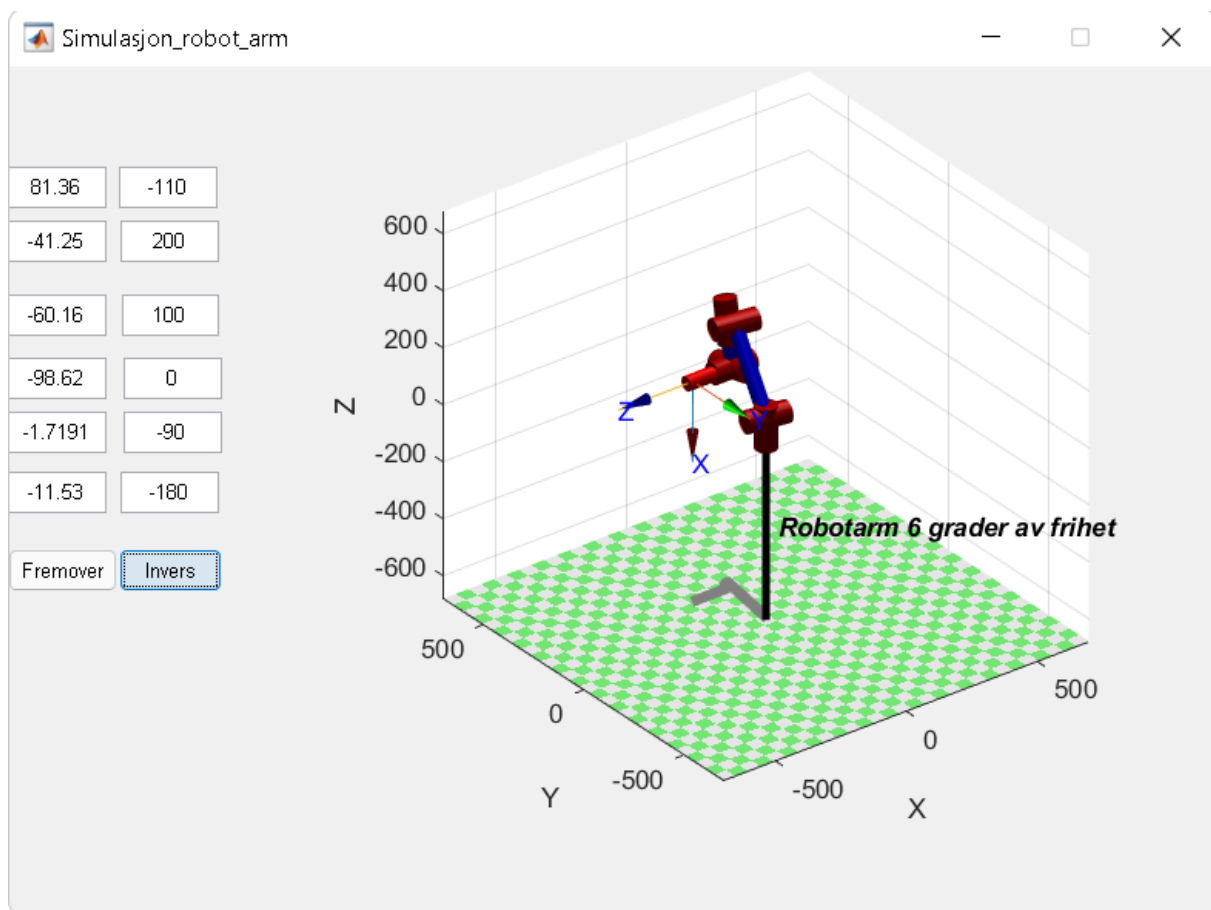 Simulasjon_robot_arm
81.36 -110
-41.25 200
-60.16 100
-98.62 0
-1.7191 -90
-11.53 -180
Fremover Invers
600
400
200
0
-200
-400
-600
Z
Z
Y
X
Robotarm 6 grader av frihet
500
0
-500
Y
500
0
-500
X